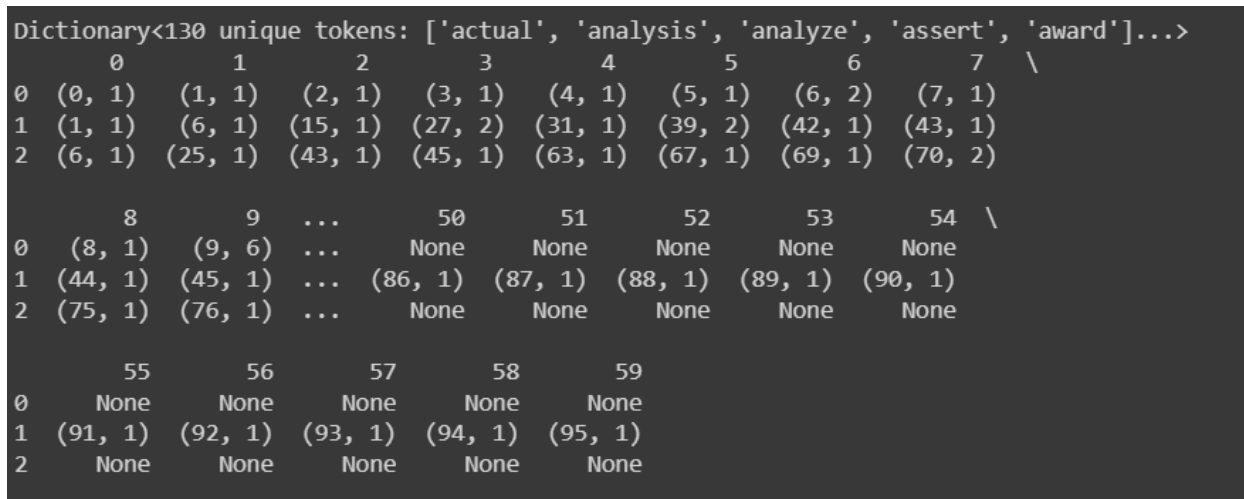 Dictionary<130 unique tokens: ['actual', 'analysis', 'analyze', 'assert', 'award']...>
        0        1        2        3        4        5        6        7   \
0  (0, 1)   (1, 1)   (2, 1)   (3, 1)   (4, 1)   (5, 1)   (6, 2)   (7, 1)
1  (1, 1)   (6, 1)  (15, 1)  (27, 2)  (31, 1)  (39, 2)  (42, 1)  (43, 1)
2  (6, 1)  (25, 1)  (43, 1)  (45, 1)  (63, 1)  (67, 1)  (69, 1)  (70, 2)

        8        9  ...       50       51       52       53       54  \
0   (8, 1)   (9, 6)  ...     None     None     None     None     None
1  (44, 1)  (45, 1)  ...  (86, 1)  (87, 1)  (88, 1)  (89, 1)  (90, 1)
2  (75, 1)  (76, 1)  ...     None     None     None     None     None

        55       56       57       58       59
0     None     None     None     None     None
1  (91, 1)  (92, 1)  (93, 1)  (94, 1)  (95, 1)
2     None     None     None     None     None